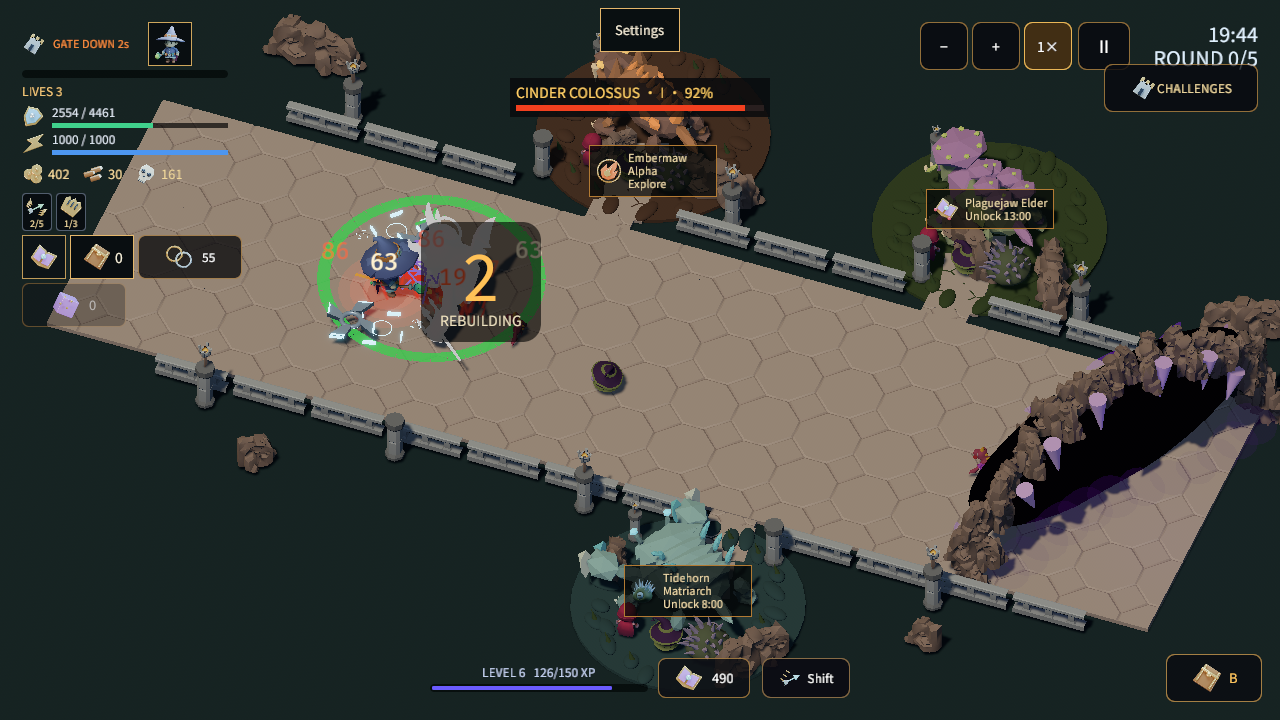 GATE DOWN 2s
Settings
− + 1× II
19:44
ROUND 0/5
CHALLENGES
LIVES 3
2554 / 4461
1000 / 1000
402 30 161
2/5 1/3
0 55
0
CINDER COLOSSUS • I • 92%
Embermaw
Alpha
Explore
Plaguejaw Elder
Unlock 13:00
86 86 63
63 19
2
REBUILDING
Tidehorn
Matriarch
Unlock 8:00
LEVEL 6 126/150 XP
490
Shift
B